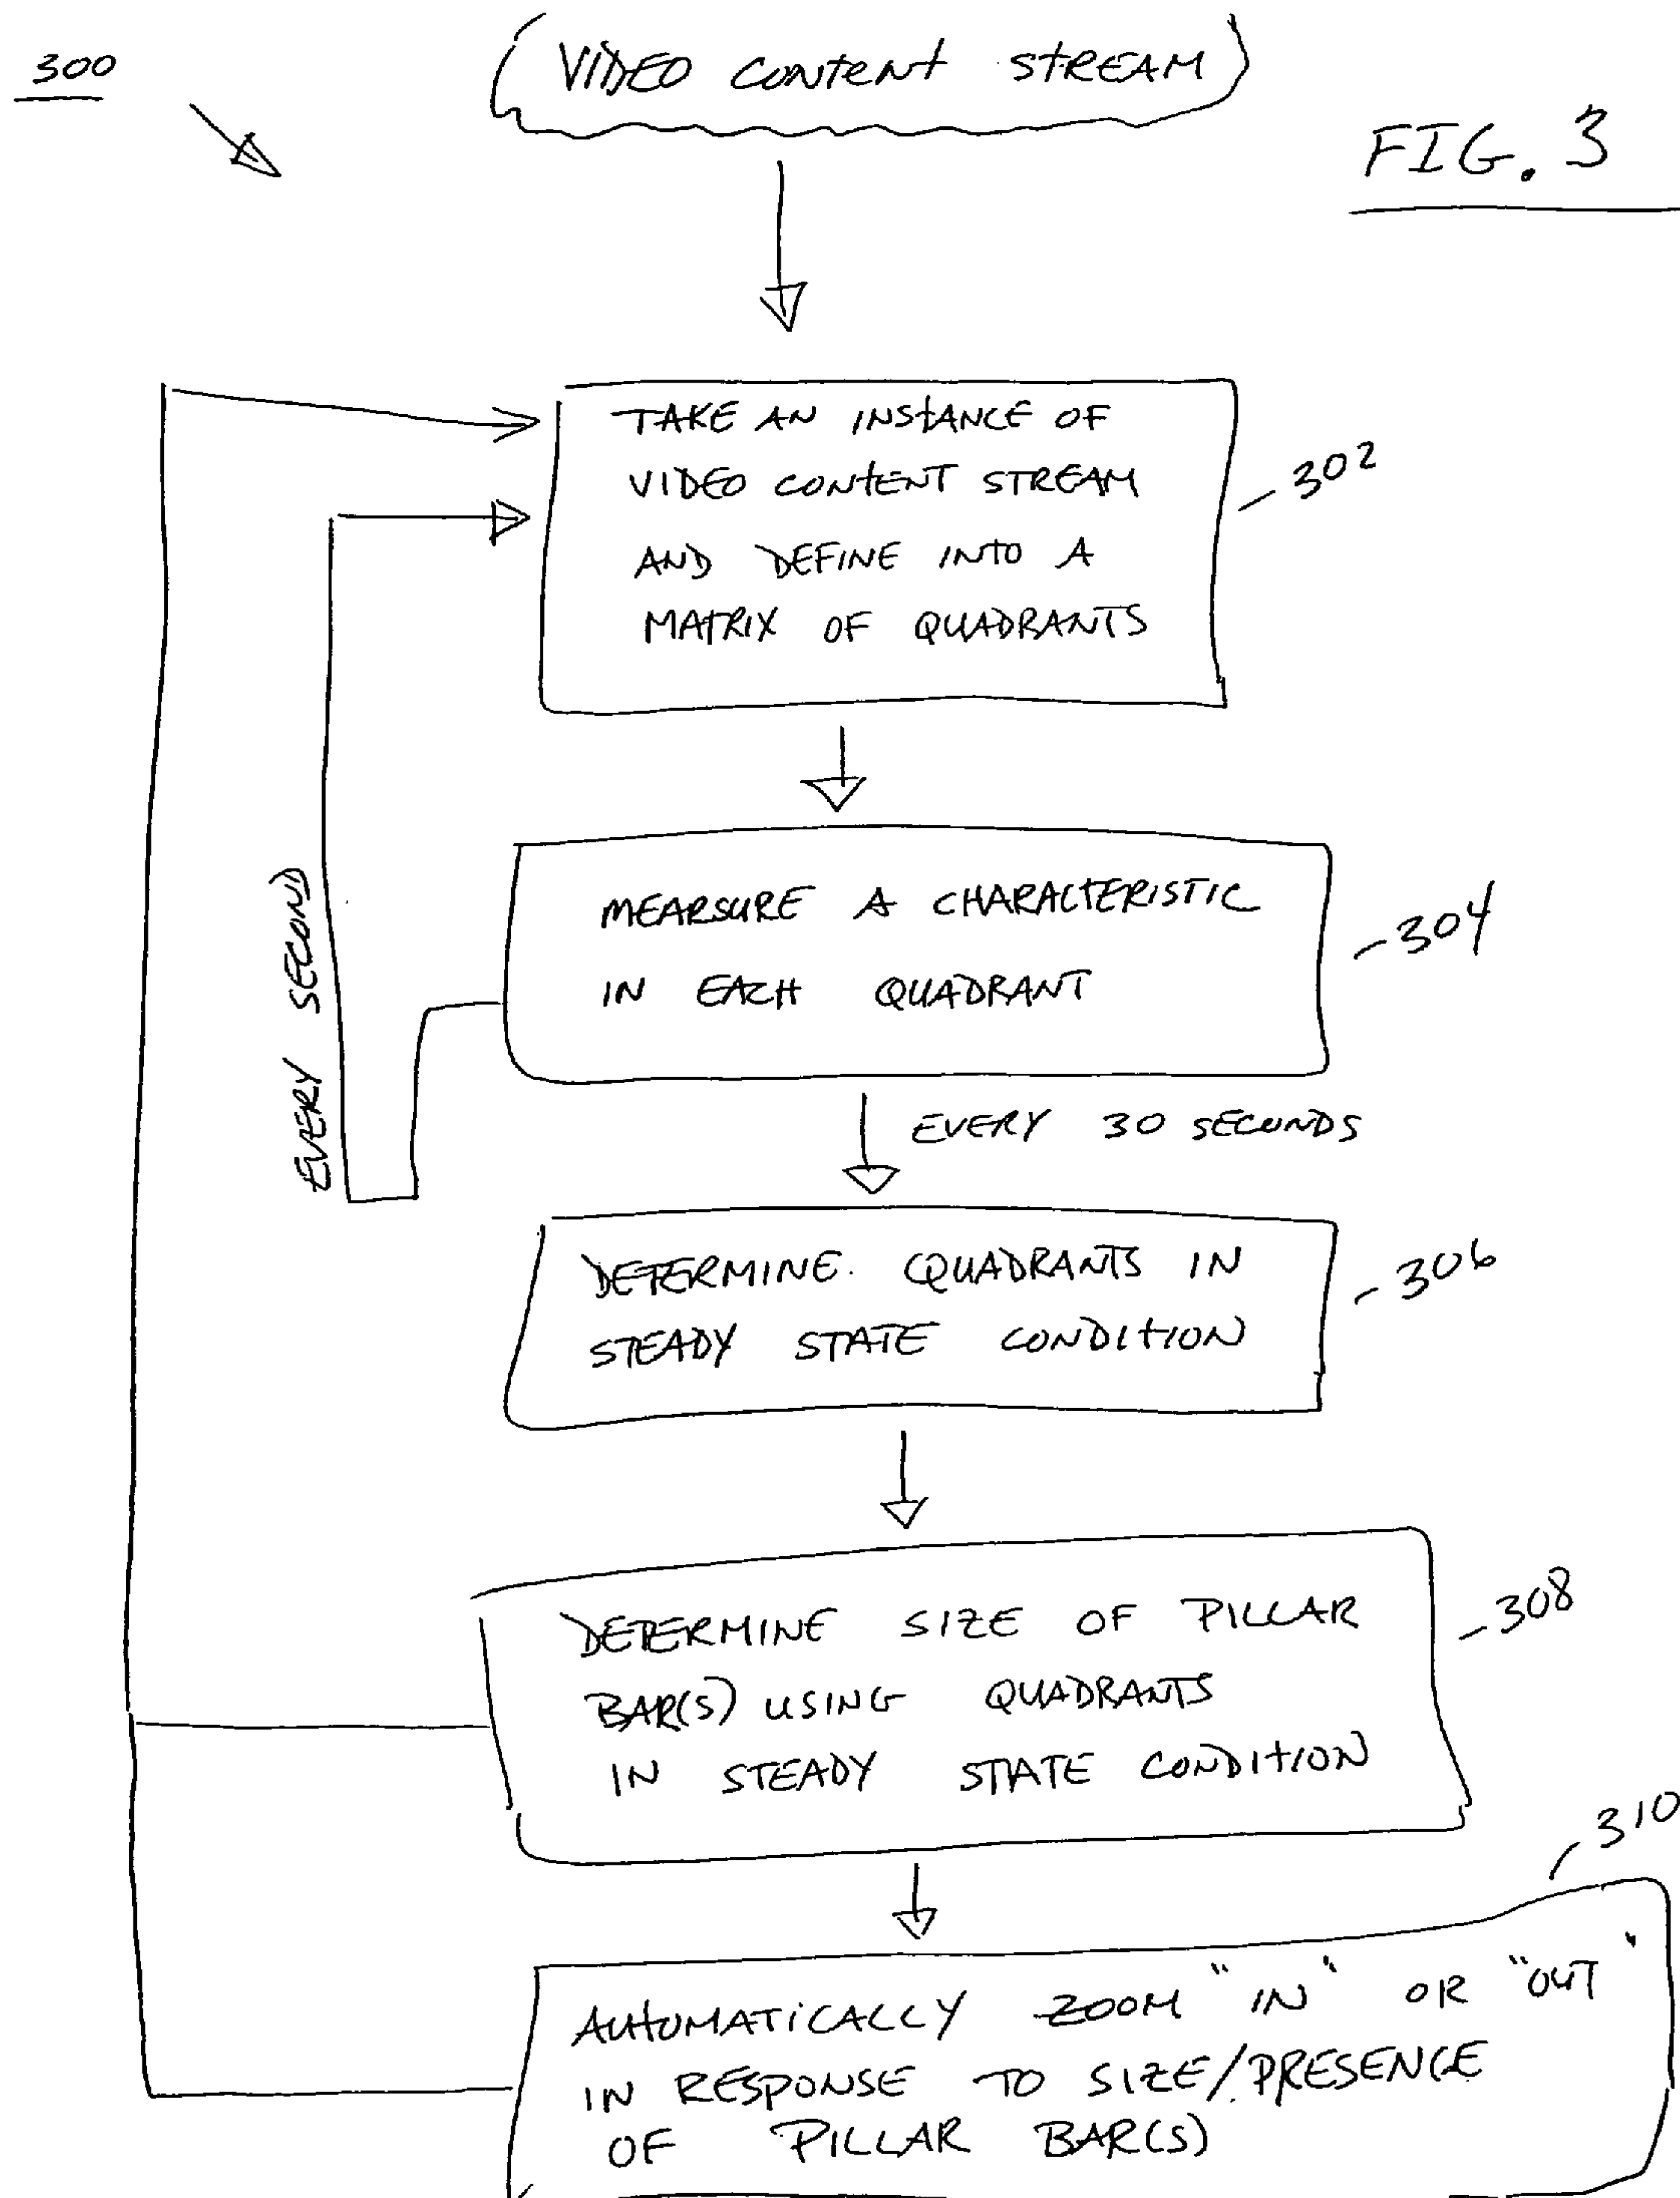 300
VIDEO CONTENT STREAM
FIG. 3
TAKE AN INSTANCE OF
VIDEO CONTENT STREAM
AND DEFINE INTO A
MATRIX OF QUADRANTS
302
MEARSURE A CHARACTERISTIC
IN EACH QUADRANT
304
EVERY SECOND
EVERY 30 SECONDS
DETERMINE QUADRANTS IN
STEADY STATE CONDITION
306
DETERMINE SIZE OF PILLAR
BAR(S) USING QUADRANTS
IN STEADY STATE CONDITION
308
310
AUTOMATICALLY ZOOM "IN" OR "OUT"
IN RESPONSE TO SIZE/PRESENCE
OF PILLAR BAR(S)